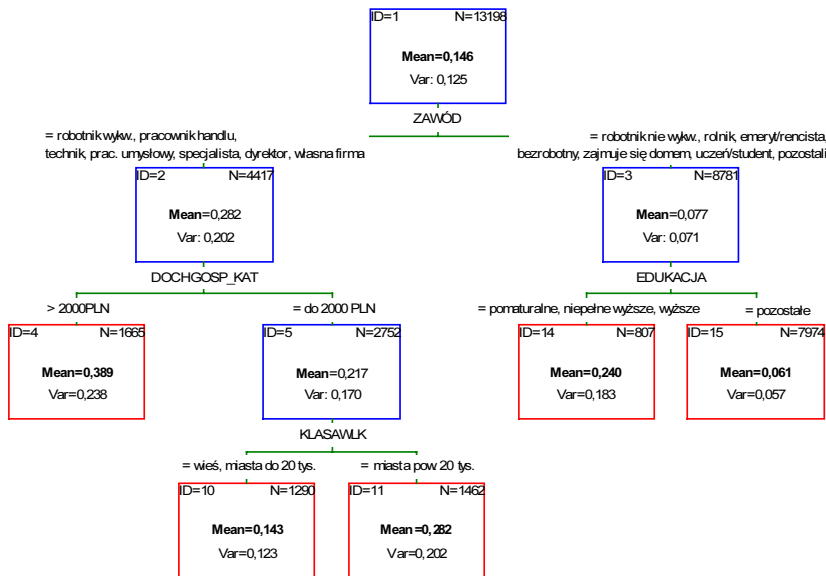 ID=1 N=13198
Mean=0,146
Var: 0,125
ZAWÓD
= robotnik wykw., pracownik handlu,
technik, prac. umysłowy, specjalista, dyrektor, własna firma
= robotnik nie wykw., rolnik, emeryt/rencista,
bezrobotny, zajmuje się domem, uczeń/student, pozostali
ID=2 N=4417
Mean=0,282
Var: 0,202
ID=3 N=8781
Mean=0,077
Var: 0,071
DOCHGOSP_KAT
EDUKACJA
> 2000PLN
= do 2000 PLN
= pomaturalne, niepełne wyższe, wyższe
= pozostałe
ID=4 N=1665
Mean=0,389
Var=0,238
ID=5 N=2752
Mean=0,217
Var: 0,170
ID=14 N=807
Mean=0,240
Var=0,183
ID=15 N=7974
Mean=0,061
Var=0,057
KLASAWLK
= wieś, miasta do 20 tys.
= miasta pow. 20 tys.
ID=10 N=1290
Mean=0,143
Var=0,123
ID=11 N=1462
Mean=0,282
Var=0,202